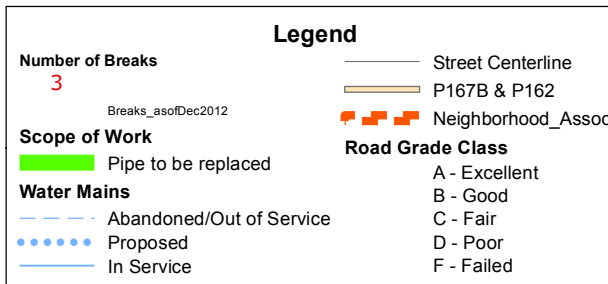 Legend
Number of Breaks
3
Breaks_asofDec2012
Scope of Work
Pipe to be replaced
Water Mains
Abandoned/Out of Service
Proposed
In Service
Street Centerline
P167B & P162
Neighborhood_Assoc
Road Grade Class
A - Excellent
B - Good
C - Fair
D - Poor
F - Failed